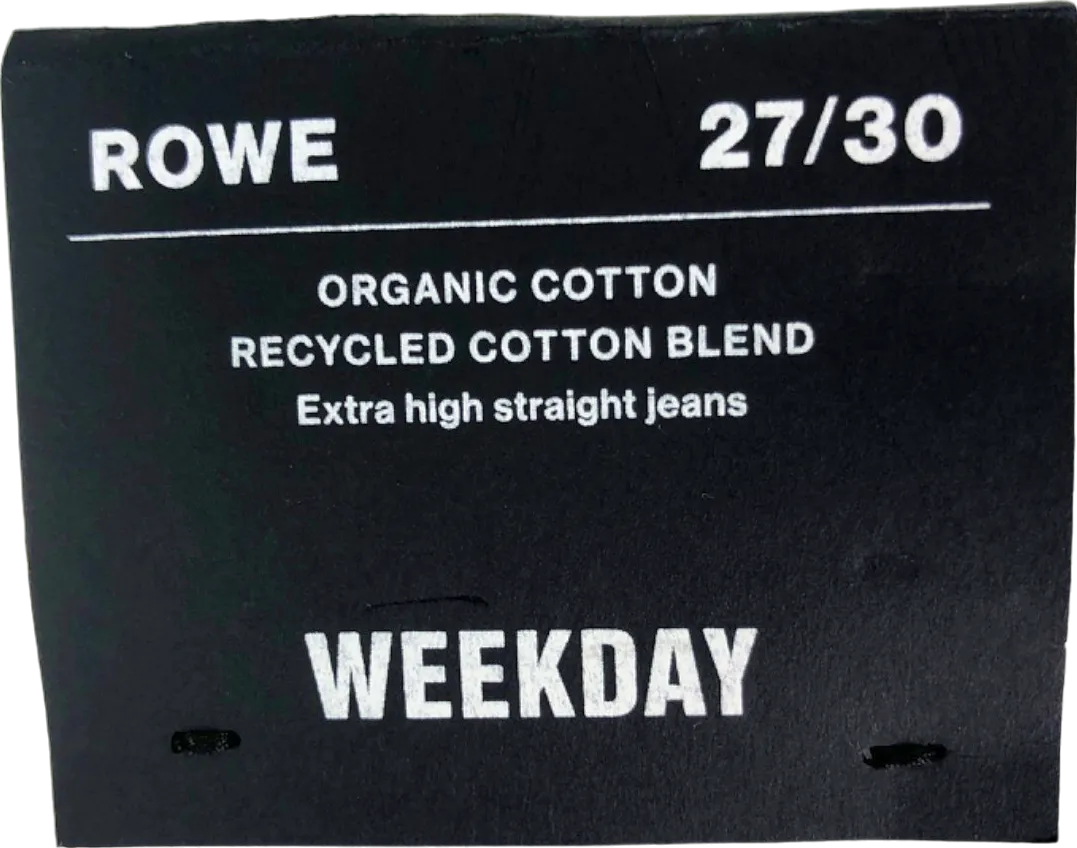 ROWE 27/30
ORGANIC COTTON
RECYCLED COTTON BLEND
Extra high straight jeans
WEEKDAY